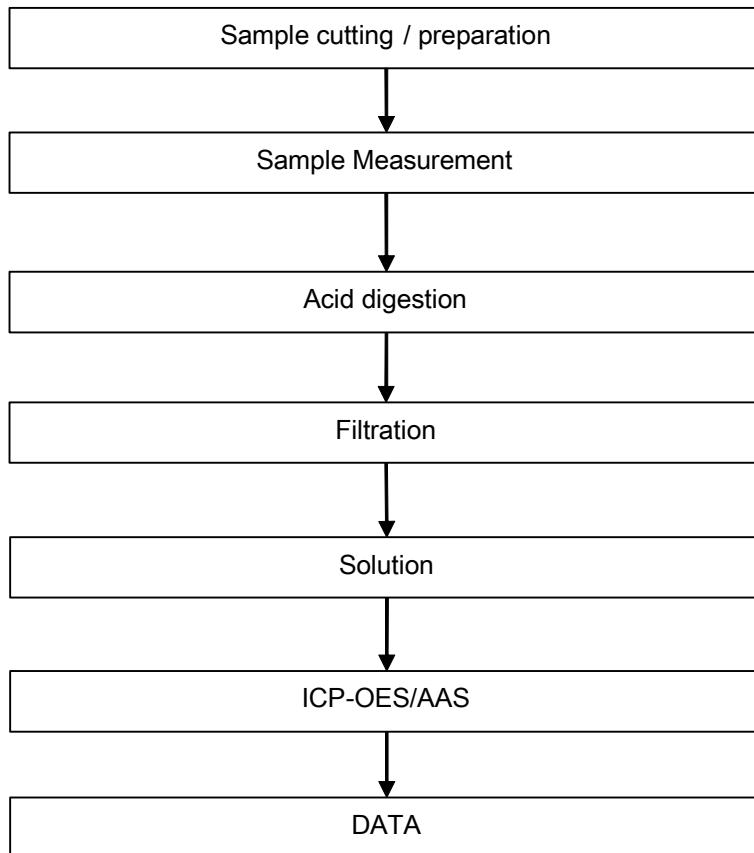 Sample cutting / preparation
Sample Measurement
Acid digestion
Filtration
Solution
ICP-OES/AAS
DATA